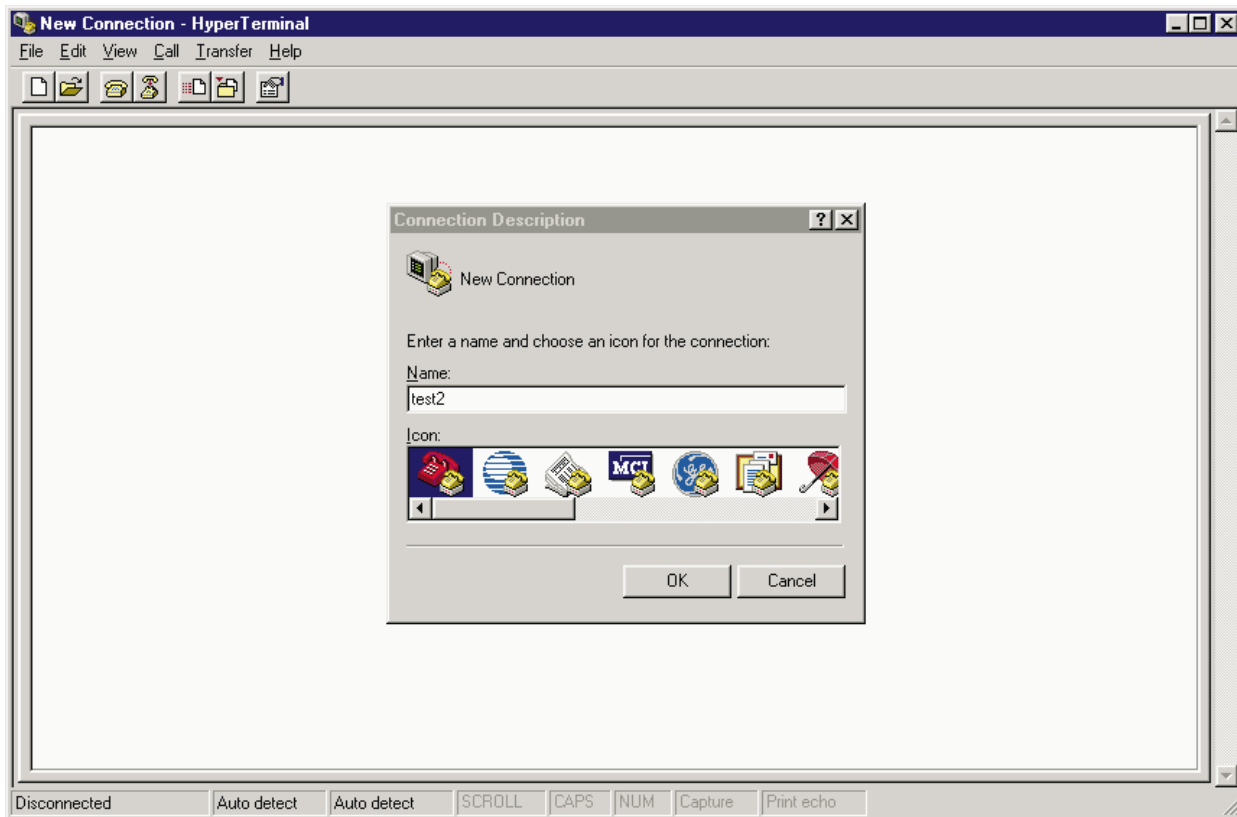 New Connection - HyperTerminal
File Edit View Call Transfer Help
Connection Description
New Connection
Enter a name and choose an icon for the connection:
Name:
test2
Icon:
MCI
OK Cancel
Disconnected Auto detect Auto detect SCROLL CAPS NUM Capture Print echo